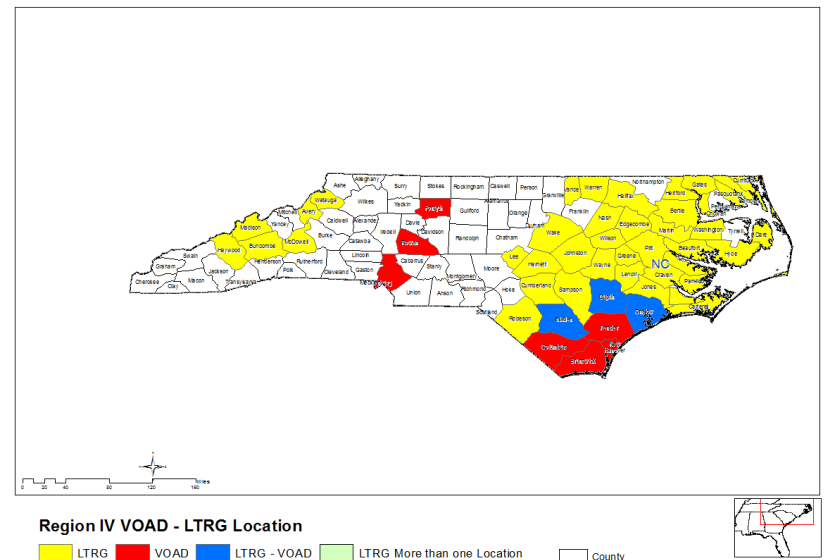 Alleghany
Ashe Surry Stokes Rockingham Caswell Person Northampton Gates
Warren Halifax Hertford
Watauga Wilkes Yadkin Forsyth Guilford Orange Granville Franklin Bertie
Mitchell Avery Caldwell Alexander Davie Durham Nash Edgecombe Martin Washington Tyrrell Dare
Madison Yancey Burke Iredell Davidson Randolph Chatham Wake Wilson Pitt Beaufort Hyde
Haywood Buncombe McDowell Catawba Rowan Lee Johnston Greene
Swain Rutherford Lincoln Cabarrus Stanly Moore Harnett Wayne Lenoir NC Craven
Graham Jackson Henderson Polk Cleveland Gaston Montgomery Cumberland Sampson Jones Pamlico
Cherokee Clay Macon Transylvania Mecklenburg Union Anson Richmond Hoke Duplin Carteret
Scotland Robeson Bladen Onslow
Pender
Columbus
Brunswick
0 20 40 80 120 160
Miles
Region IV VOAD - LTRG Location
LTRG VOAD LTRG - VOAD LTRG More than one Location County